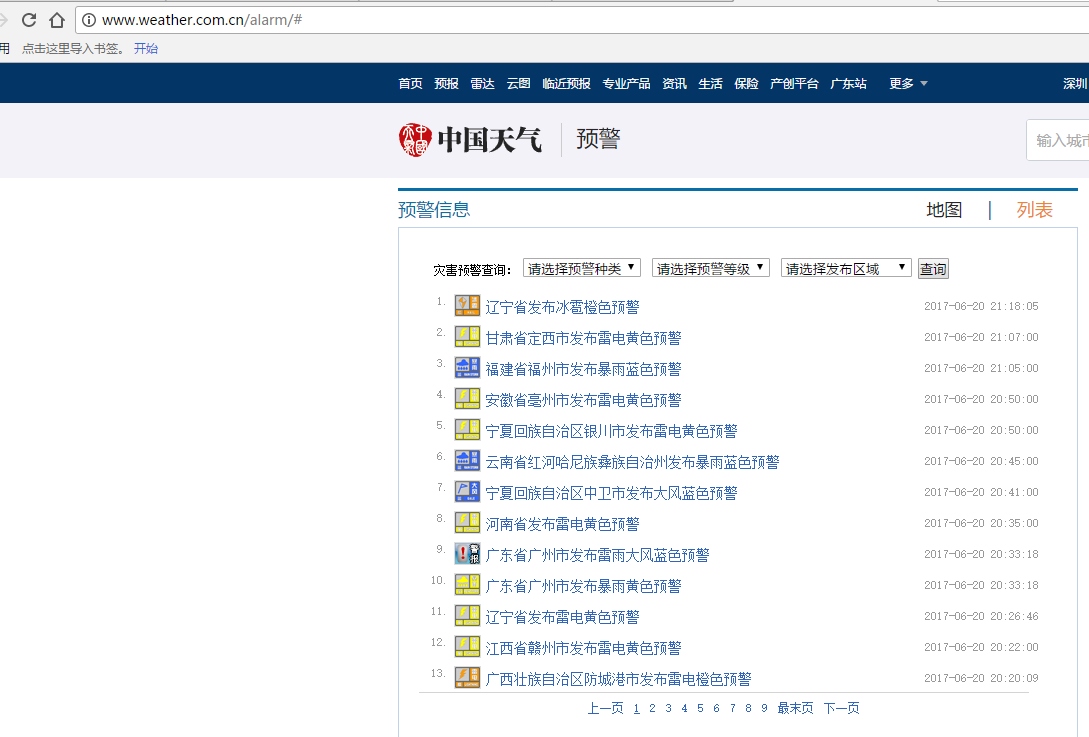 www.weather.com.cn/alarm/#
用 点击这里导入书签。 开始
首页 预报 雷达 云图 临近预报 专业产品 资讯 生活 保险 产创平台 广东站 更多 深圳
中国天气 预警 输入城市
预警信息 地图 | 列表
灾害预警查询: 请选择预警种类 请选择预警等级 请选择发布区域 查询
1. 辽宁省发布冰雹橙色预警 2017-06-20 21:18:05
2. 甘肃省定西市发布雷电黄色预警 2017-06-20 21:07:00
3. 福建省福州市发布暴雨蓝色预警 2017-06-20 21:05:00
4. 安徽省亳州市发布雷电黄色预警 2017-06-20 20:50:00
5. 宁夏回族自治区银川市发布雷电黄色预警 2017-06-20 20:50:00
6. 云南省红河哈尼族彝族自治州发布暴雨蓝色预警 2017-06-20 20:45:00
7. 宁夏回族自治区中卫市发布大风蓝色预警 2017-06-20 20:41:00
8. 河南省发布雷电黄色预警 2017-06-20 20:35:00
9. 广东省广州市发布雷雨大风蓝色预警 2017-06-20 20:33:18
10. 广东省广州市发布暴雨黄色预警 2017-06-20 20:33:18
11. 辽宁省发布雷电黄色预警 2017-06-20 20:26:46
12. 江西省赣州市发布雷电黄色预警 2017-06-20 20:22:00
13. 广西壮族自治区防城港市发布雷电橙色预警 2017-06-20 20:20:09
上一页 1 2 3 4 5 6 7 8 9 最末页 下一页